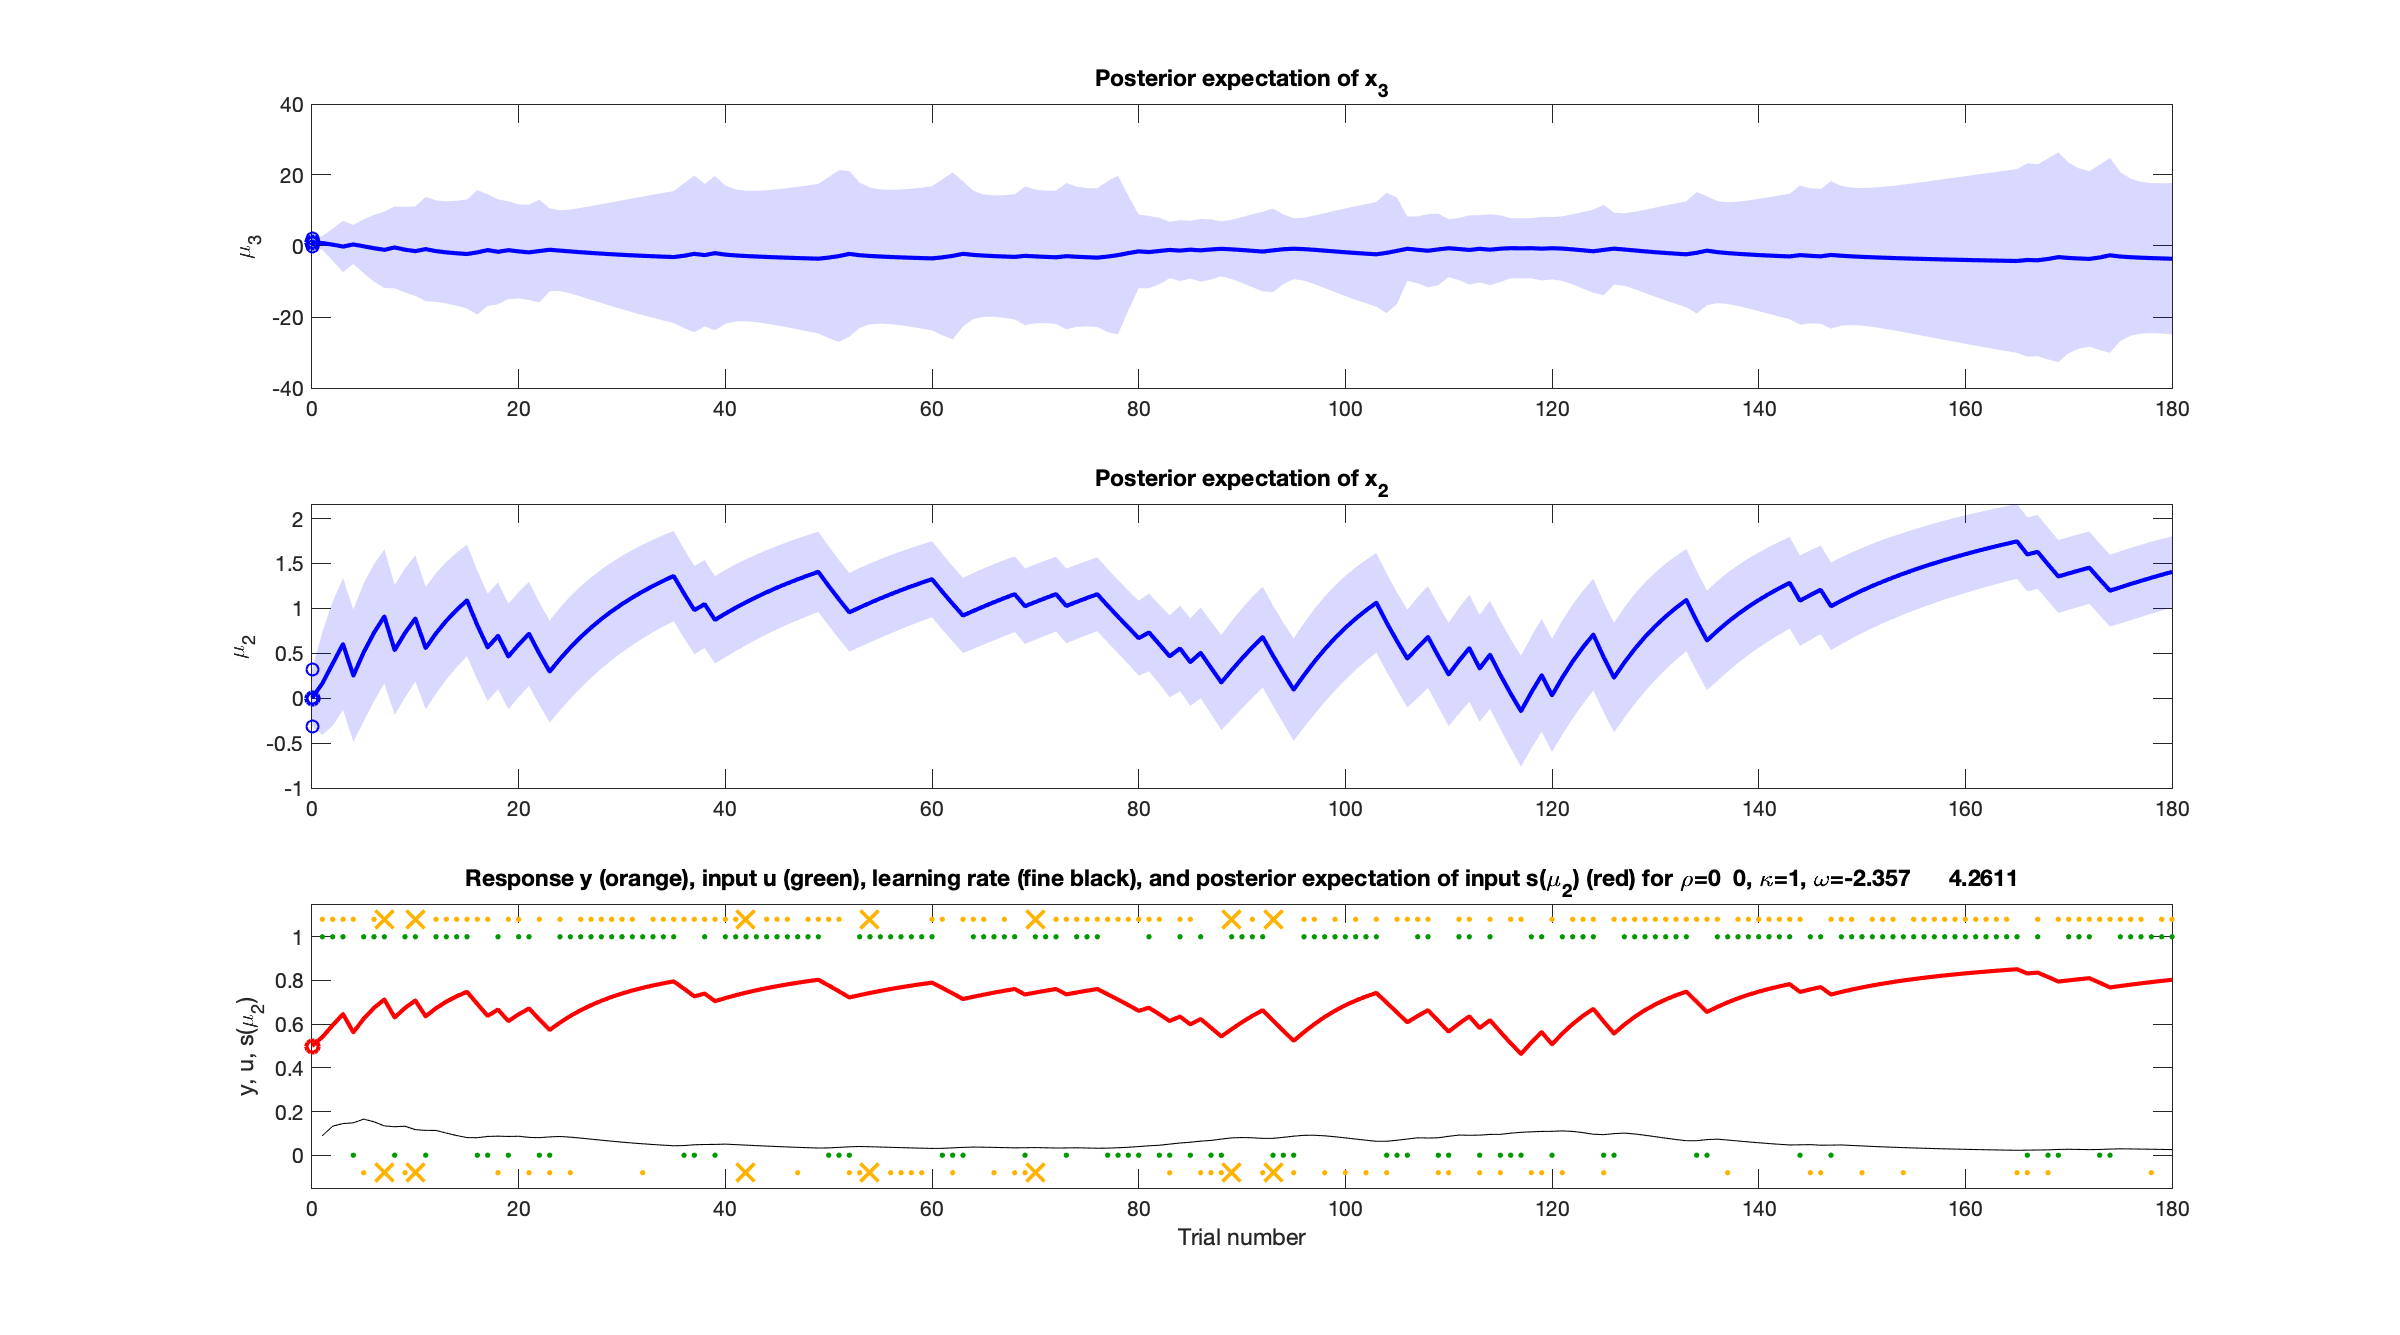 Posterior expectation of x3
40
20
0
-20
-40
μ3
0 20 40 60 80 100 120 140 160 180
Posterior expectation of x2
2
1.5
1
0.5
0
-0.5
-1
μ2
0 20 40 60 80 100 120 140 160 180
Response y (orange), input u (green), learning rate (fine black), and posterior expectation of input s(μ2) (red) for ρ=0 0, κ=1, ω=-2.357 4.2611
1
0.8
0.6
0.4
0.2
0
y, u, s(μ2)
0 20 40 60 80 100 120 140 160 180
Trial number